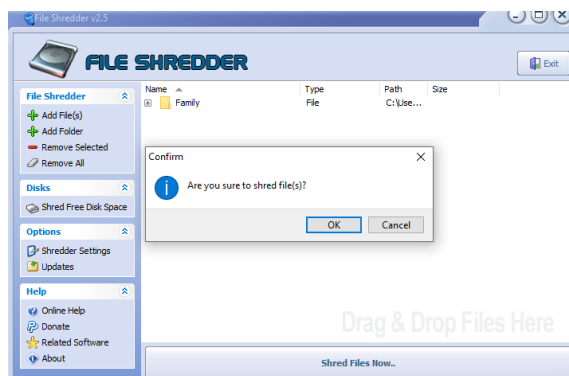 File Shredder v2.5
FILE SHREDDER
Exit
File Shredder
Add File(s)
Add Folder
Remove Selected
Remove All
Disks
Shred Free Disk Space
Options
Shredder Settings
Updates
Help
Online Help
Donate
Related Software
About
Name Type Path Size
Family File C:\Use...
Confirm
Are you sure to shred file(s)?
OK Cancel
Drag & Drop Files Here
Shred Files Now..